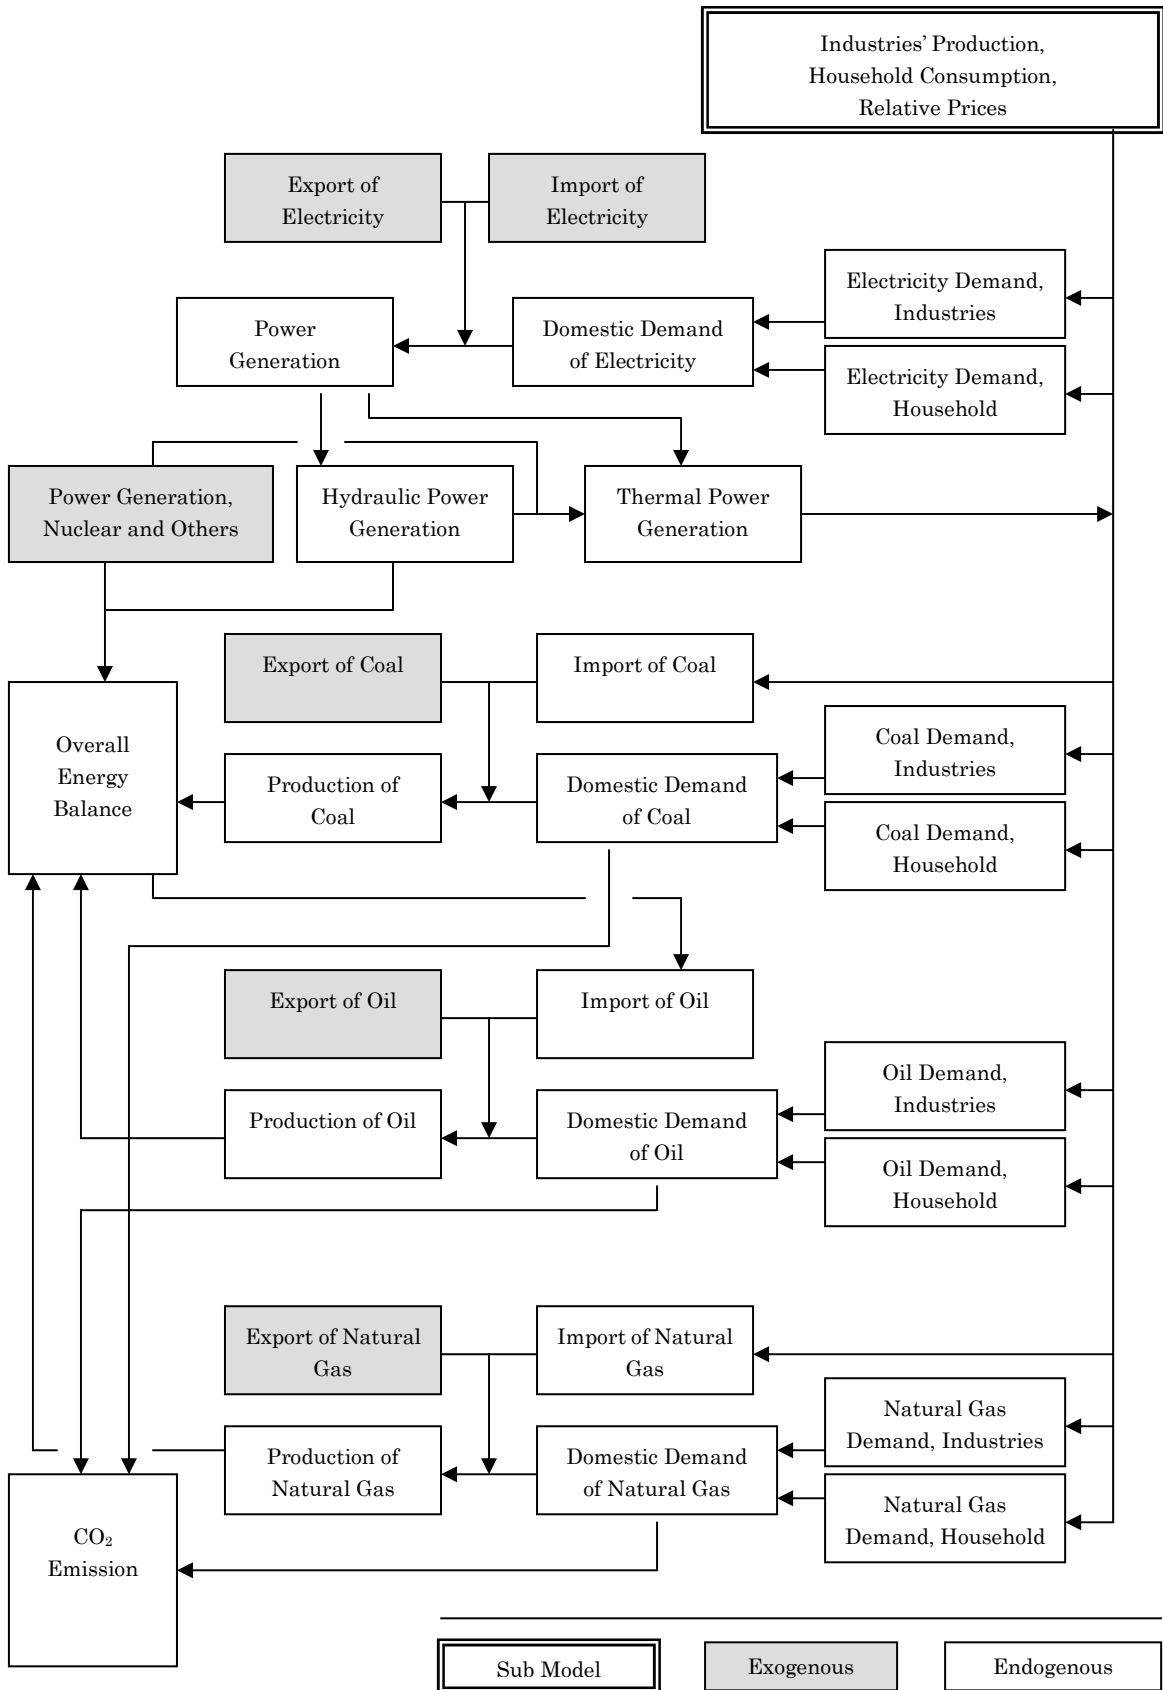 Industries' Production,
Household Consumption,
Relative Prices
Export of
Electricity
Import of
Electricity
Electricity Demand,
Industries
Power
Generation
Domestic Demand
of Electricity
Electricity Demand,
Household
Power Generation,
Nuclear and Others
Hydraulic Power
Generation
Thermal Power
Generation
Export of Coal
Import of Coal
Overall
Energy
Balance
Coal Demand,
Industries
Production of
Coal
Domestic Demand
of Coal
Coal Demand,
Household
Export of Oil
Import of Oil
Oil Demand,
Industries
Production of Oil
Domestic Demand
of Oil
Oil Demand,
Household
Export of Natural
Gas
Import of Natural
Gas
Natural Gas
Demand, Industries
Production of
Natural Gas
Domestic Demand
of Natural Gas
Natural Gas
Demand, Household
CO₂
Emission
Sub Model
Exogenous
Endogenous